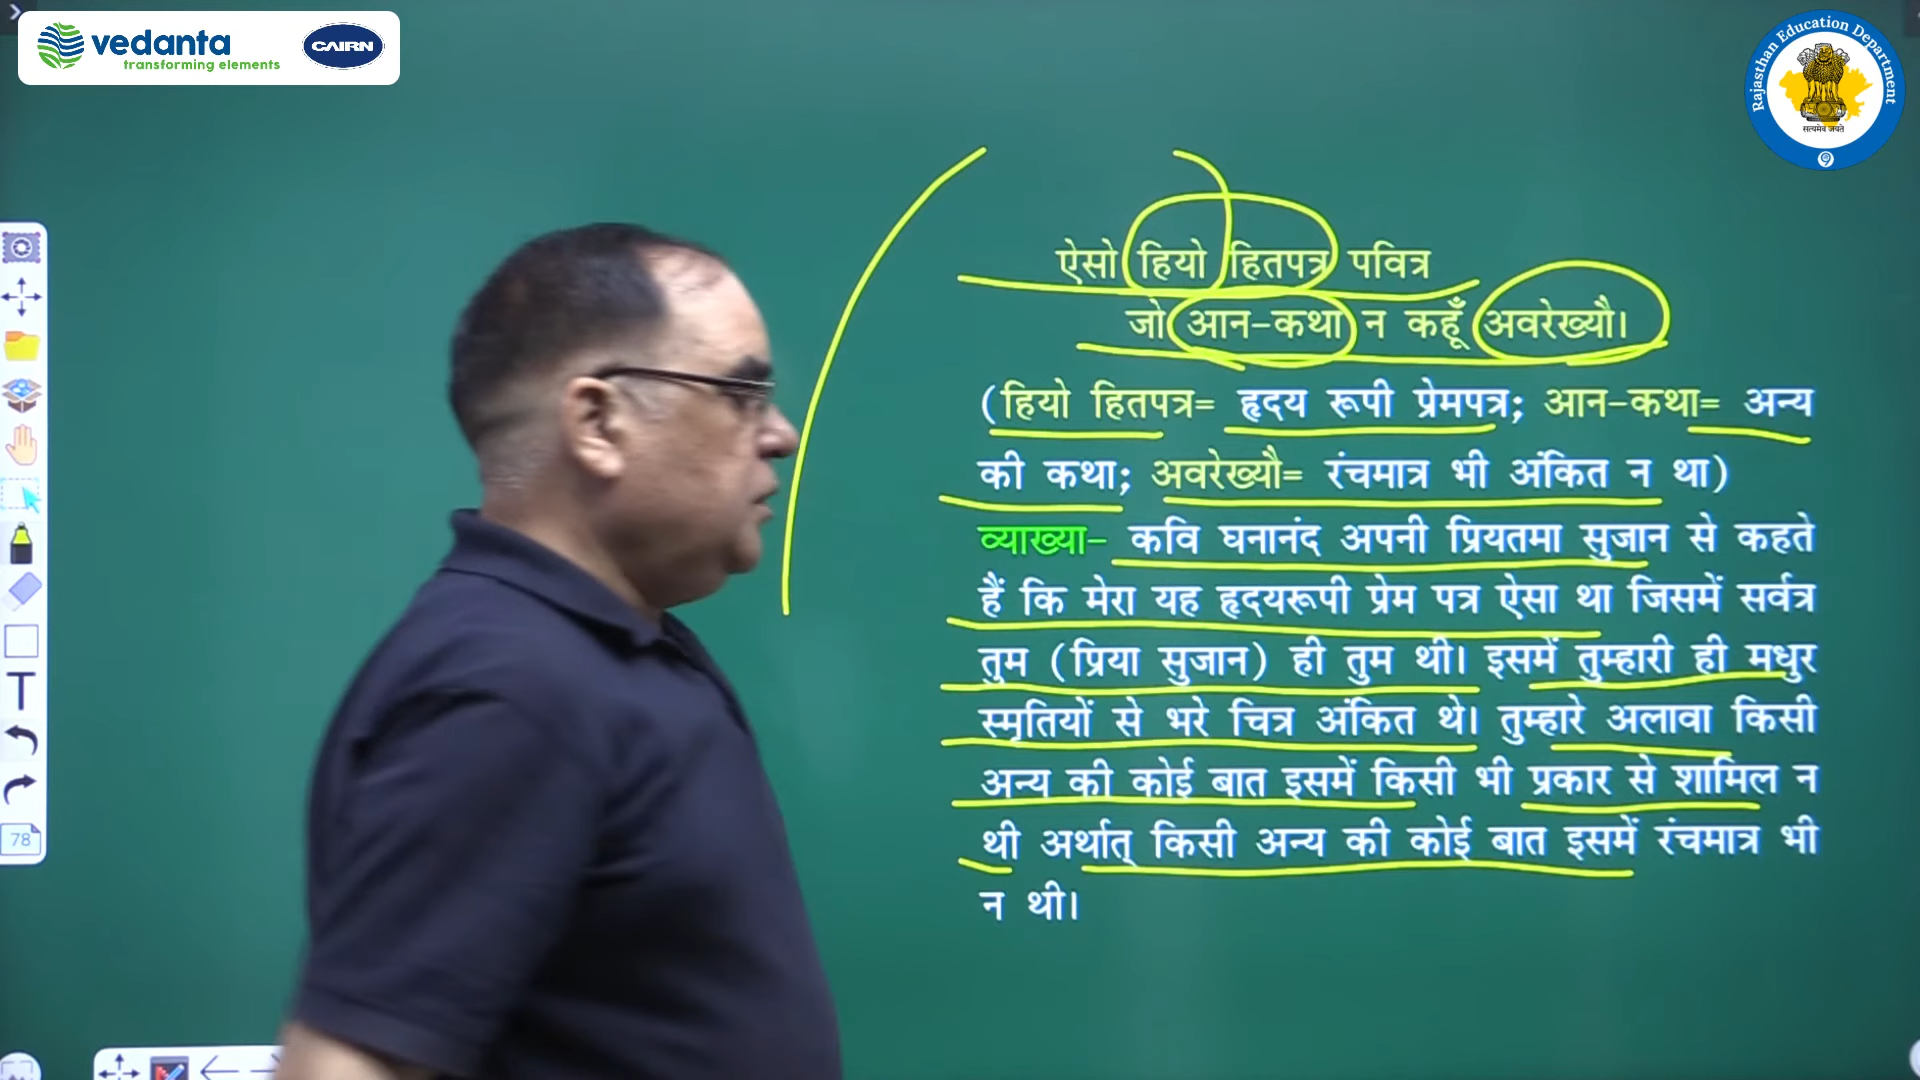 vedanta
transforming elements
CAIRN
Rajasthan Education Department
सत्यमेव जयते
ऐसो हियो हितपत्र पवित्र
जो आन-कथा न कहूँ अवरेख्यौ।
(हियो हितपत्र= हृदय रूपी प्रेमपत्र; आन-कथा= अन्य
की कथा; अवरेख्यौ= रंचमात्र भी अंकित न था)
व्याख्या- कवि घनानंद अपनी प्रियतमा सुजान से कहते
हैं कि मेरा यह हृदयरूपी प्रेम पत्र ऐसा था जिसमें सर्वत्र
तुम (प्रिया सुजान) ही तुम थी। इसमें तुम्हारी ही मधुर
स्मृतियों से भरे चित्र अंकित थे। तुम्हारे अलावा किसी
अन्य की कोई बात इसमें किसी भी प्रकार से शामिल न
थी अर्थात् किसी अन्य की कोई बात इसमें रंचमात्र भी
न थी।
T
78